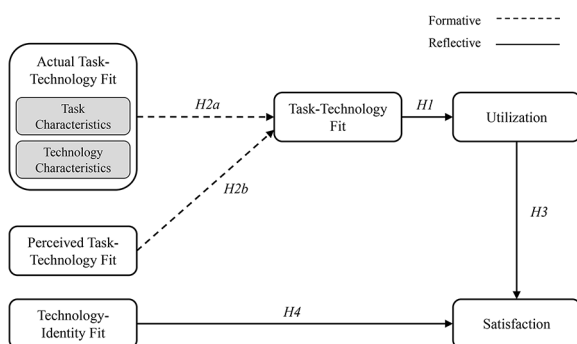 Formative
Reflective
Actual Task-
Technology Fit
Task
Characteristics
Technology
Characteristics
H2a
Task-Technology
Fit
H1
Utilization
H2b
H3
Perceived Task-
Technology Fit
Technology-
Identity Fit
H4
Satisfaction